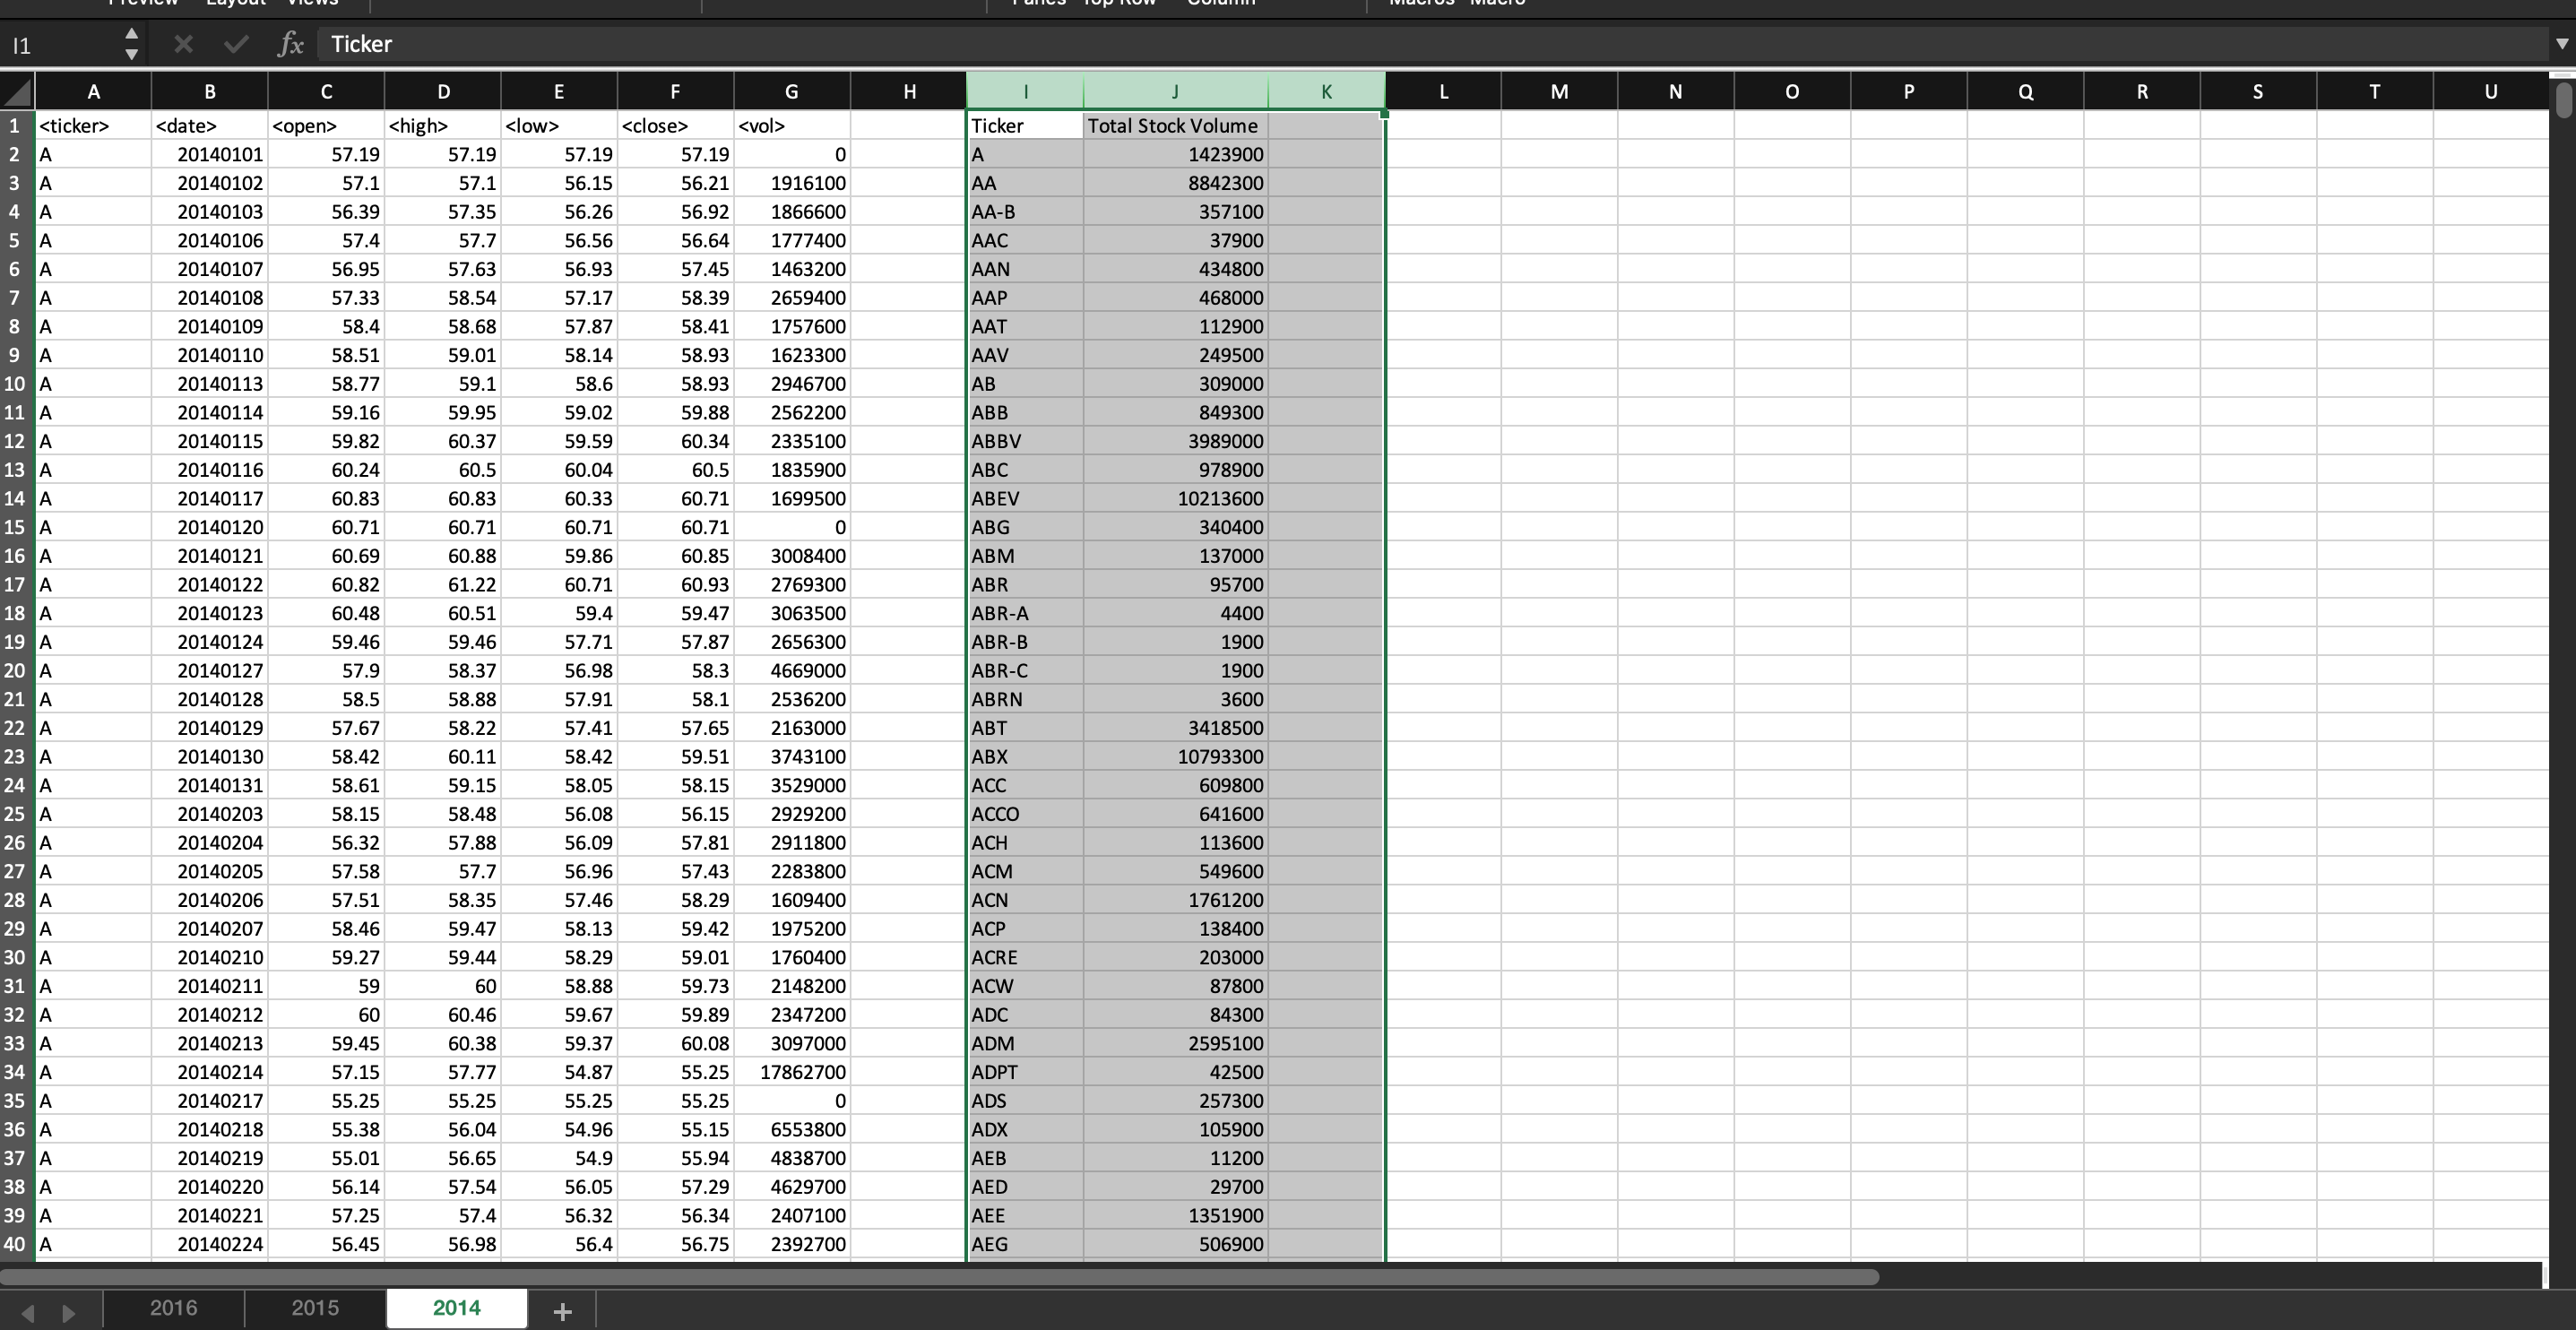 Preview Layout Views Panes Top Row Column Macros Macro
I1 fx Ticker
A B C D E F G H I J K L M N O P Q R S T U
1 <ticker> <date> <open> <high> <low> <close> <vol> Ticker Total Stock Volume
2 A 20140101 57.19 57.19 57.19 57.19 0 A 1423900
3 A 20140102 57.1 57.1 56.15 56.21 1916100 AA 8842300
4 A 20140103 56.39 57.35 56.26 56.92 1866600 AA-B 357100
5 A 20140106 57.4 57.7 56.56 56.64 1777400 AAC 37900
6 A 20140107 56.95 57.63 56.93 57.45 1463200 AAN 434800
7 A 20140108 57.33 58.54 57.17 58.39 2659400 AAP 468000
8 A 20140109 58.4 58.68 57.87 58.41 1757600 AAT 112900
9 A 20140110 58.51 59.01 58.14 58.93 1623300 AAV 249500
10 A 20140113 58.77 59.1 58.6 58.93 2946700 AB 309000
11 A 20140114 59.16 59.95 59.02 59.88 2562200 ABB 849300
12 A 20140115 59.82 60.37 59.59 60.34 2335100 ABBV 3989000
13 A 20140116 60.24 60.5 60.04 60.5 1835900 ABC 978900
14 A 20140117 60.83 60.83 60.33 60.71 1699500 ABEV 10213600
15 A 20140120 60.71 60.71 60.71 60.71 0 ABG 340400
16 A 20140121 60.69 60.88 59.86 60.85 3008400 ABM 137000
17 A 20140122 60.82 61.22 60.71 60.93 2769300 ABR 95700
18 A 20140123 60.48 60.51 59.4 59.47 3063500 ABR-A 4400
19 A 20140124 59.46 59.46 57.71 57.87 2656300 ABR-B 1900
20 A 20140127 57.9 58.37 56.98 58.3 4669000 ABR-C 1900
21 A 20140128 58.5 58.88 57.91 58.1 2536200 ABRN 3600
22 A 20140129 57.67 58.22 57.41 57.65 2163000 ABT 3418500
23 A 20140130 58.42 60.11 58.42 59.51 3743100 ABX 10793300
24 A 20140131 58.61 59.15 58.05 58.15 3529000 ACC 609800
25 A 20140203 58.15 58.48 56.08 56.15 2929200 ACCO 641600
26 A 20140204 56.32 57.88 56.09 57.81 2911800 ACH 113600
27 A 20140205 57.58 57.7 56.96 57.43 2283800 ACM 549600
28 A 20140206 57.51 58.35 57.46 58.29 1609400 ACN 1761200
29 A 20140207 58.46 59.47 58.13 59.42 1975200 ACP 138400
30 A 20140210 59.27 59.44 58.29 59.01 1760400 ACRE 203000
31 A 20140211 59 60 58.88 59.73 2148200 ACW 87800
32 A 20140212 60 60.46 59.67 59.89 2347200 ADC 84300
33 A 20140213 59.45 60.38 59.37 60.08 3097000 ADM 2595100
34 A 20140214 57.15 57.77 54.87 55.25 17862700 ADPT 42500
35 A 20140217 55.25 55.25 55.25 55.25 0 ADS 257300
36 A 20140218 55.38 56.04 54.96 55.15 6553800 ADX 105900
37 A 20140219 55.01 56.65 54.9 55.94 4838700 AEB 11200
38 A 20140220 56.14 57.54 56.05 57.29 4629700 AED 29700
39 A 20140221 57.25 57.4 56.32 56.34 2407100 AEE 1351900
40 A 20140224 56.45 56.98 56.4 56.75 2392700 AEG 506900
2016 2015 2014 +